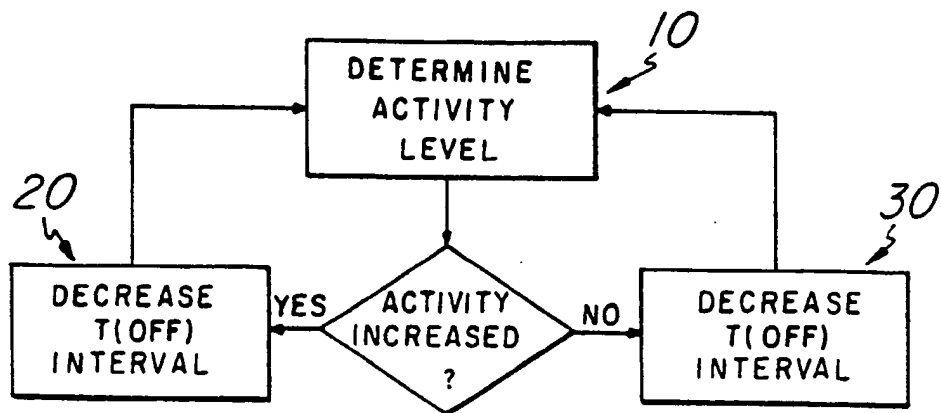 10
DETERMINE
ACTIVITY
LEVEL
20
30
DECREASE
T(OFF)
INTERVAL
YES
ACTIVITY
INCREASED
?
NO
DECREASE
T(OFF)
INTERVAL